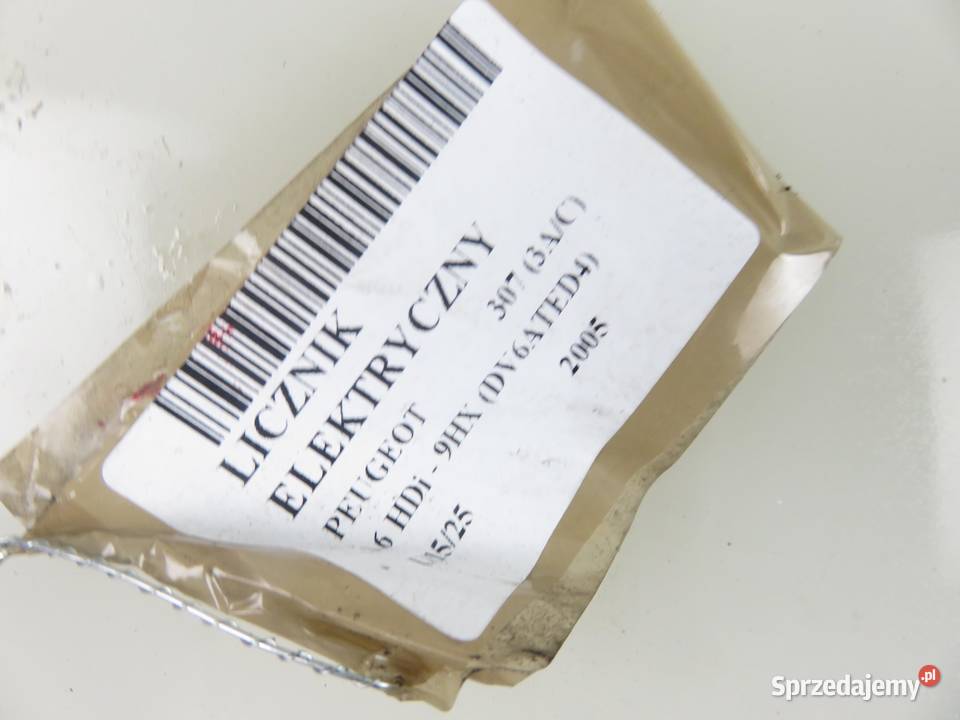 LICZNIK
ELEKTRYCZNY
PEUGEOT 307 (3A/C)
6 HDi - 9HX (DV6ATED4)
2005
Sprzedajemy.pl